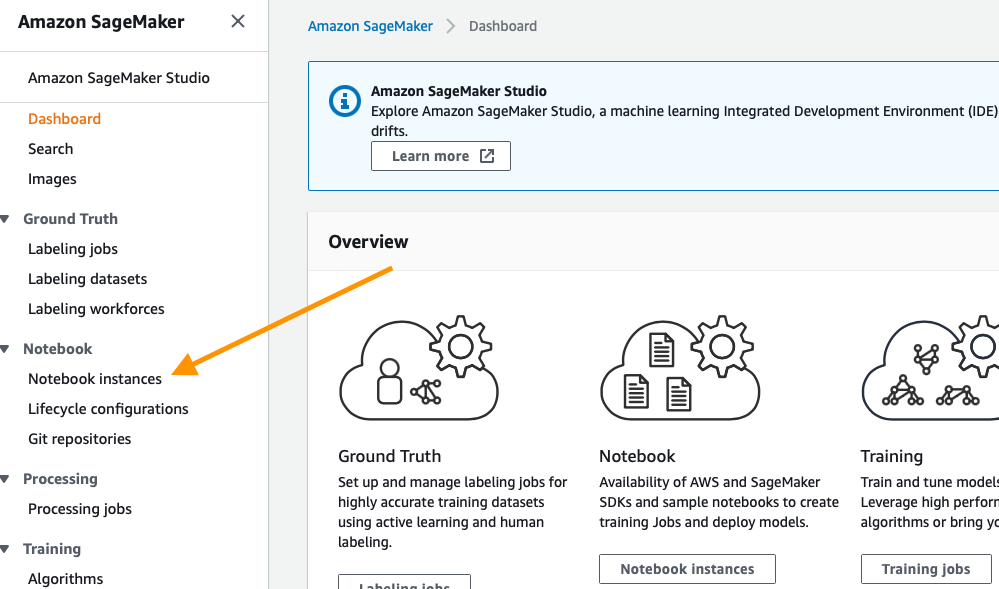 Amazon SageMaker
Amazon SageMaker Studio
Dashboard
Search
Images
Ground Truth
Labeling jobs
Labeling datasets
Labeling workforces
Notebook
Notebook instances
Lifecycle configurations
Git repositories
Processing
Processing jobs
Training
Algorithms
Amazon SageMaker > Dashboard
Amazon SageMaker Studio
Explore Amazon SageMaker Studio, a machine learning Integrated Development Environment (IDE)
drifts.
Learn more
Overview
Ground Truth
Set up and manage labeling jobs for
highly accurate training datasets
using active learning and human
labeling.
Labeling jobs
Notebook
Availability of AWS and SageMaker
SDKs and sample notebooks to create
training Jobs and deploy models.
Notebook instances
Training
Train and tune models
Leverage high perform
algorithms or bring yo
Training jobs